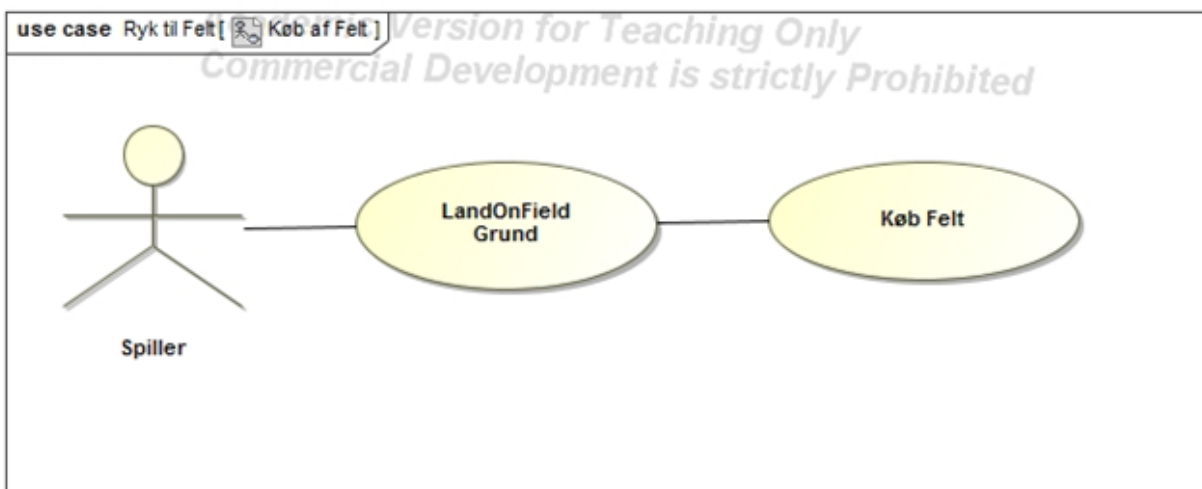 Academic Version for Teaching Only
Commercial Development is strictly Prohibited
use case Ryk til Felt [ Køb af Felt ]
LandOnField
Grund
Køb Felt
Spiller